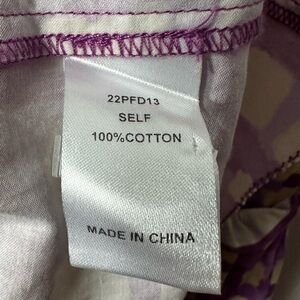 22PFD13
SELF
100%COTTON
MADE IN CHINA